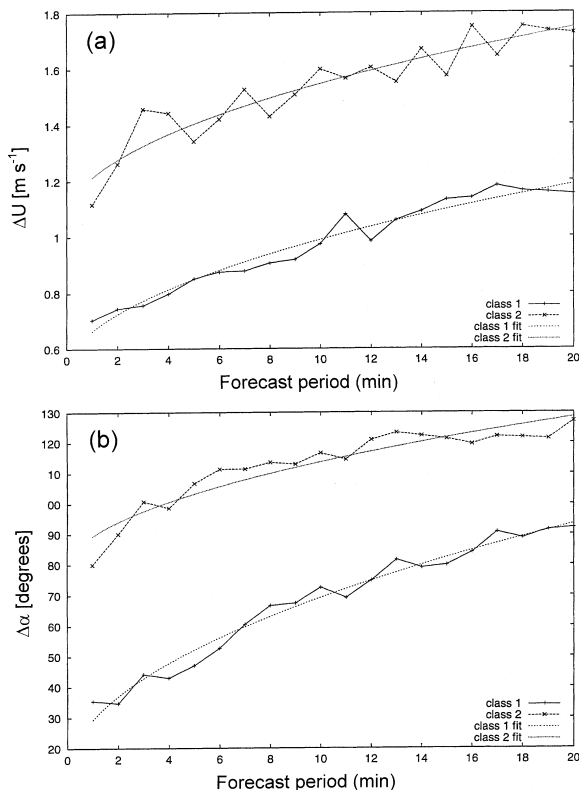 (a)
1.8
1.6
1.4
1.2
1
0.8
0.6
ΔU [m s⁻¹]
class 1
class 2
class 1 fit
class 2 fit
0 2 4 6 8 10 12 14 16 18 20
Forecast period (min)
(b)
130
120
110
00
90
80
70
60
50
40
30
20
Δα [degrees]
class 1
class 2
class 1 fit
class 2 fit
0 2 4 6 8 10 12 14 16 18 20
Forecast period (min)